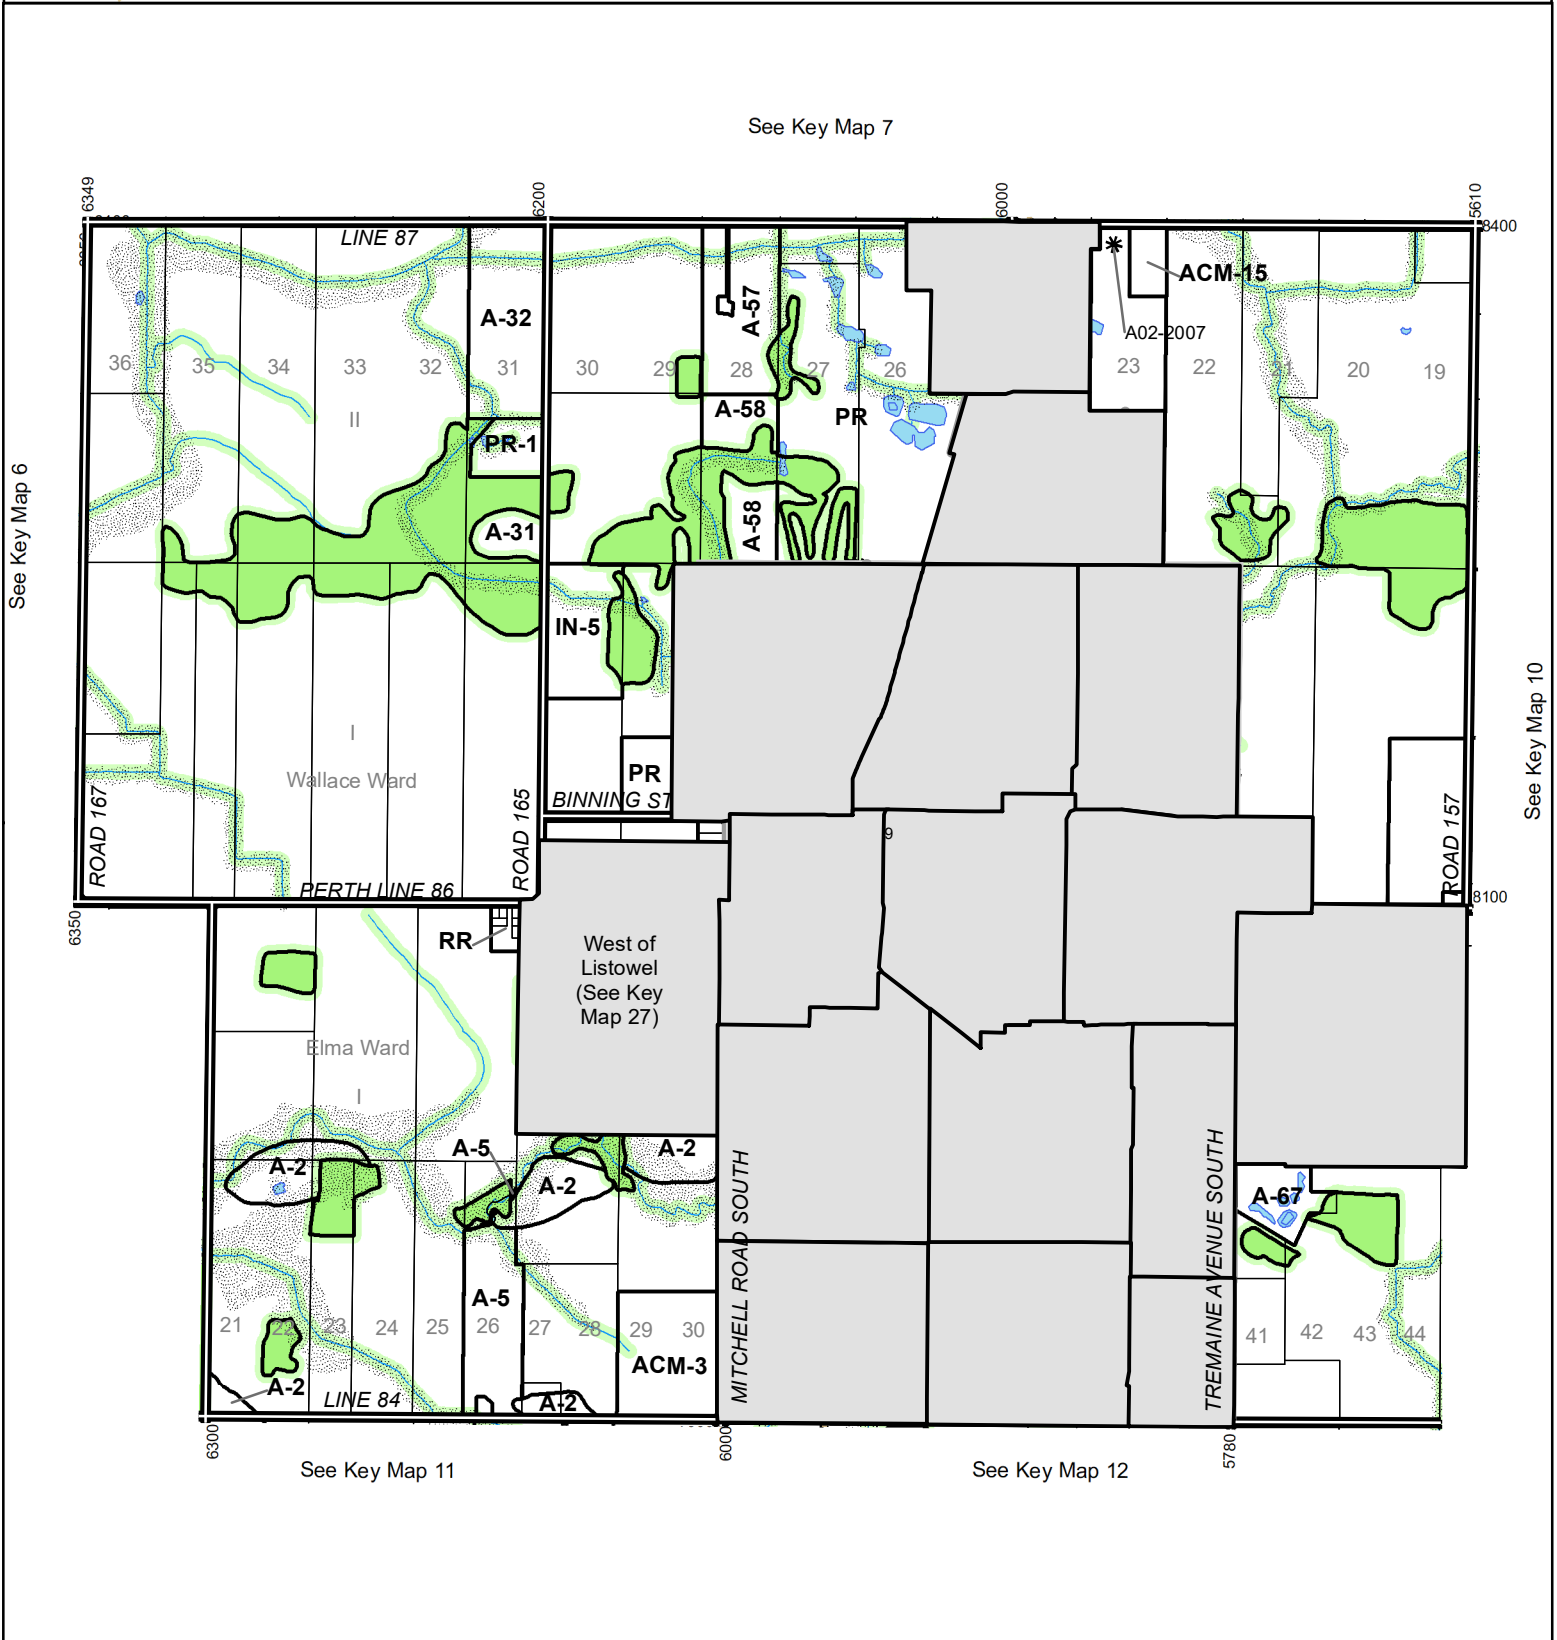 See Key Map 7
6349
6200
6000
5610
8400
LINE 87
A-32
A-57
ACM-15
A02-2007
36
35
34
33
32
31
30
29
28
27
26
23
22
21
20
19
II
A-58
PR
PR-1
A-31
A-58
See Key Map 6
IN-5
See Key Map 10
I
Wallace Ward
PR
BINNING ST
ROAD 167
ROAD 165
ROAD 157
9
PERTH LINE 86
8100
6350
RR
West of
Listowel
(See Key
Map 27)
Elma Ward
I
A-5
A-2
A-2
A-2
A-67
MITCHELL ROAD SOUTH
TREMAINE AVENUE SOUTH
A-5
21
22
23
24
25
26
27
28
29
30
41
42
43
44
ACM-3
A-2
LINE 84
A-2
6300
6000
5780
See Key Map 11
See Key Map 12